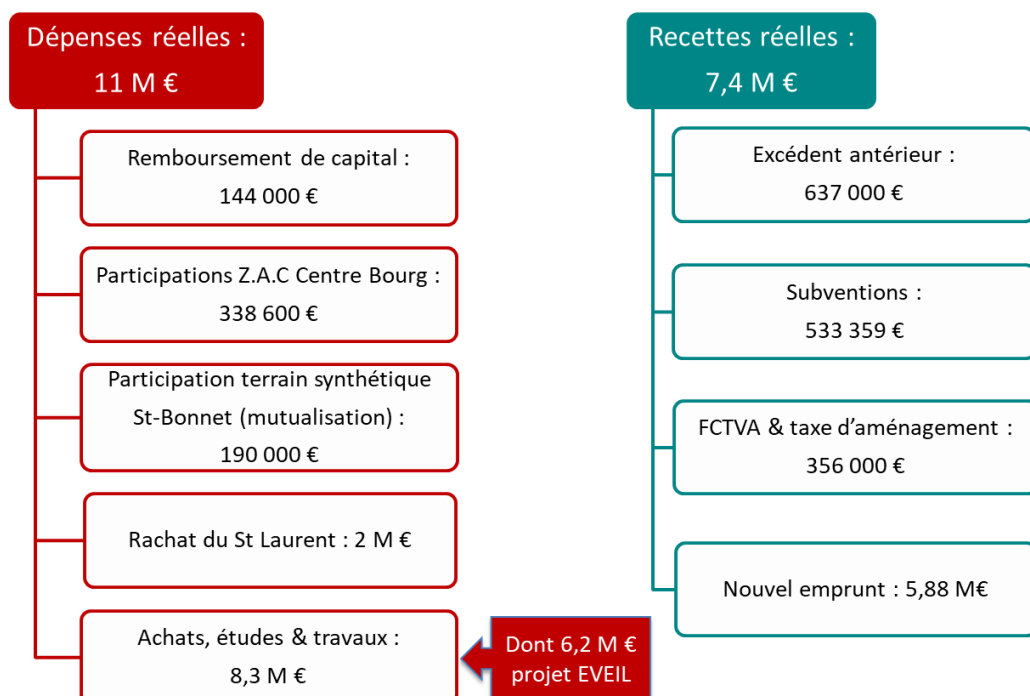 Dépenses réelles :
11 M €
Remboursement de capital :
144 000 €
Participations Z.A.C Centre Bourg :
338 600 €
Participation terrain synthétique
St-Bonnet (mutualisation) :
190 000 €
Rachat du St Laurent : 2 M €
Achats, études & travaux :
8,3 M €
Dont 6,2 M €
projet EVEIL
Recettes réelles :
7,4 M €
Excédent antérieur :
637 000 €
Subventions :
533 359 €
FCTVA & taxe d’aménagement :
356 000 €
Nouvel emprunt : 5,88 M€